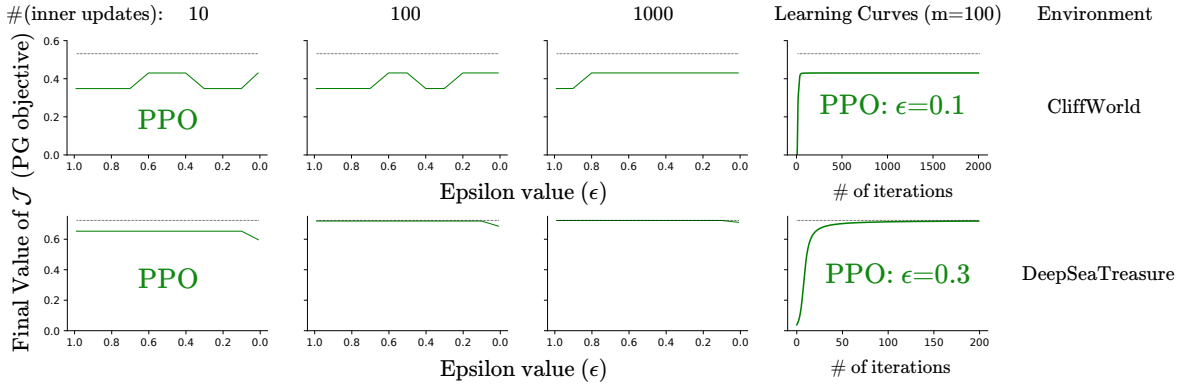 #(inner updates): 10 100 1000 Learning Curves (m=100) Environment
Final Value of 𝒥 (PG objective)
0.6
0.4
0.2
0.0
PPO
PPO: ϵ=0.1
CliffWorld
1.0 0.8 0.6 0.4 0.2 0.0
1.0 0.8 0.6 0.4 0.2 0.0
1.0 0.8 0.6 0.4 0.2 0.0
0 500 1000 1500 2000
Epsilon value (ϵ)
# of iterations
0.6
0.4
0.2
0.0
PPO
PPO: ϵ=0.3
DeepSeaTreasure
1.0 0.8 0.6 0.4 0.2 0.0
1.0 0.8 0.6 0.4 0.2 0.0
1.0 0.8 0.6 0.4 0.2 0.0
0 50 100 150 200
Epsilon value (ϵ)
# of iterations